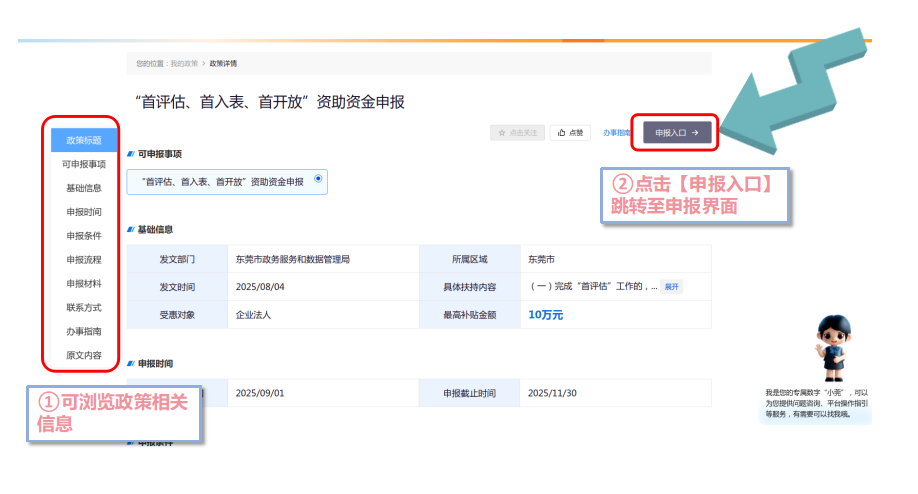 您的位置：我的政策 > 政策详情
“首评估、首入表、首开放”资助资金申报
点击关注
点赞
办事指南
申报入口 →
政策标题
可申报事项
基础信息
申报时间
申报条件
申报流程
申报材料
联系方式
办事指南
原文内容
可申报事项
“首评估、首入表、首开放”资助资金申报
②点击【申报入口】
跳转至申报界面
基础信息
发文部门 东莞市政务服务和数据管理局 所属区域 东莞市
发文时间 2025/08/04 具体扶持内容 (一) 完成“首评估”工作的，... 展开
受惠对象 企业法人 最高补贴金额 10万元
申报时间
2025/09/01 申报截止时间 2025/11/30
①可浏览政策相关
信息
申报条件
我是您的专属数字“小莞”，可以
为您提供问题咨询、平台操作指引
等服务，有需要可以找我哦。